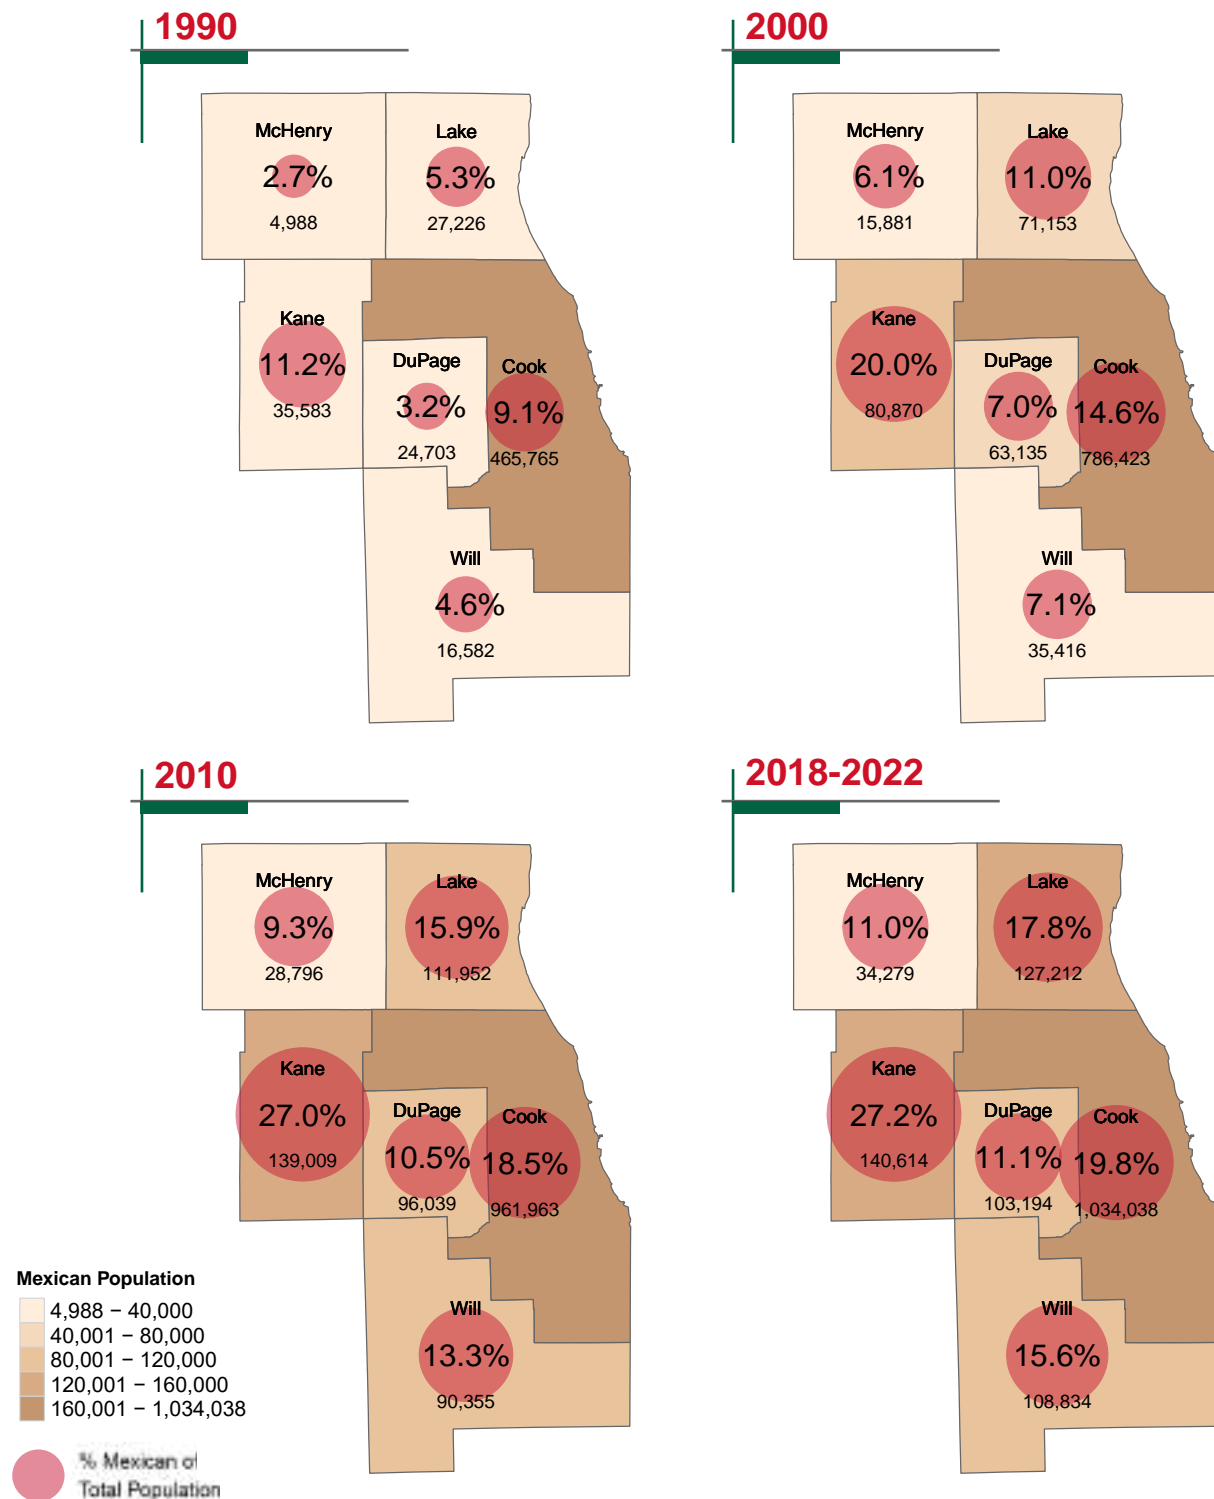 1990
McHenry
2.7%
4,988
Lake
5.3%
27,226
Kane
11.2%
35,583
DuPage
3.2%
24,703
Cook
9.1%
465,765
Will
4.6%
16,582
2000
McHenry
6.1%
15,881
Lake
11.0%
71,153
Kane
20.0%
80,870
DuPage
7.0%
63,135
Cook
14.6%
786,423
Will
7.1%
35,416
2010
McHenry
9.3%
28,796
Lake
15.9%
111,952
Kane
27.0%
139,009
DuPage
10.5%
96,039
Cook
18.5%
961,963
Will
13.3%
90,355
2018-2022
McHenry
11.0%
34,279
Lake
17.8%
127,212
Kane
27.2%
140,614
DuPage
11.1%
103,194
Cook
19.8%
1,034,038
Will
15.6%
108,834
Mexican Population
4,988 − 40,000
40,001 − 80,000
80,001 − 120,000
120,001 − 160,000
160,001 − 1,034,038
% Mexican of
Total Population